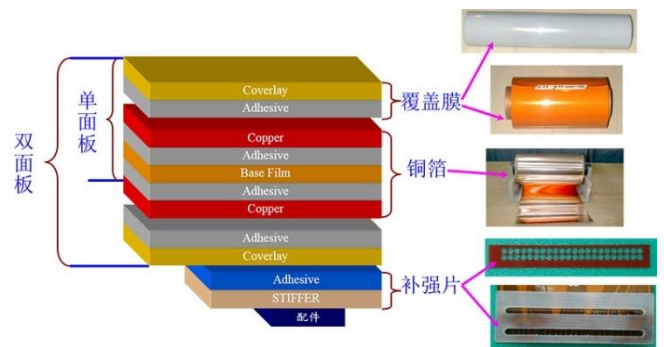 双面板
单面板
Coverlay
Adhesive
Copper
Adhesive
Base Film
Adhesive
Copper
Adhesive
Coverlay
Adhesive
STIFFER
配件
覆盖膜
铜箔
补强片